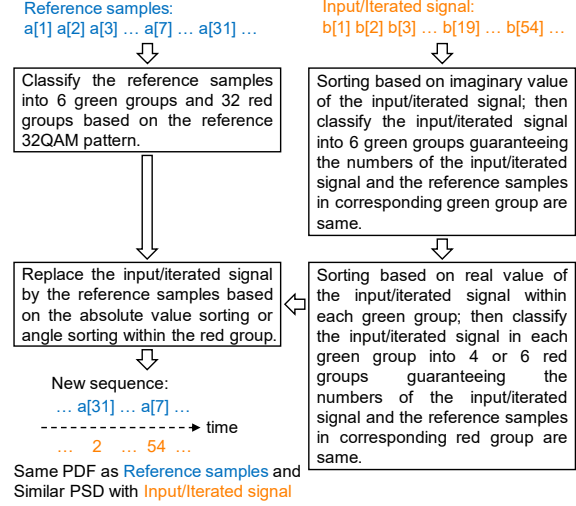 Reference samples:
a[1] a[2] a[3] … a[7] … a[31] …
Classify the reference samples
into 6 green groups and 32 red
groups based on the reference
32QAM pattern.
Input/Iterated signal:
b[1] b[2] b[3] … b[19] … b[54] …
Sorting based on imaginary value
of the input/iterated signal; then
classify the input/iterated signal
into 6 green groups guaranteeing
the numbers of the input/iterated
signal and the reference samples
in corresponding green group are
same.
Sorting based on real value of
the input/iterated signal within
each green group; then classify
the input/iterated signal in each
green group into 4 or 6 red
groups guaranteeing the
numbers of the input/iterated
signal and the reference samples
in corresponding red group are
same.
Replace the input/iterated signal
by the reference samples based
on the absolute value sorting or
angle sorting within the red group.
New sequence:
… a[31] … a[7] …
time
… 2 … 54 …
Same PDF as Reference samples and
Similar PSD with Input/Iterated signal